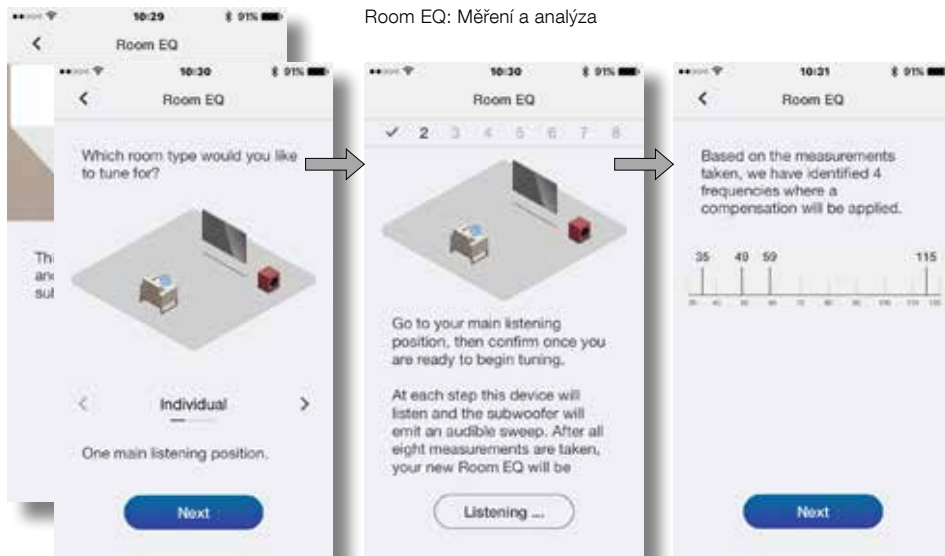 Room EQ: Měření a analýza
10:29
91%
Room EQ
Thi
and
sub
10:30
91%
Room EQ
Which room type would you like
to tune for?
Individual
One main listening position.
Next
10:30
91%
Room EQ
2 3 4 5 6 7 8
Go to your main listening
position, then confirm once you
are ready to begin tuning.
At each step this device will
listen and the subwoofer will
emit an audible sweep. After all
eight measurements are taken,
your new Room EQ will be
Listening ...
10:31
91%
Room EQ
Based on the measurements
taken, we have identified 4
frequencies where a
compensation will be applied.
35 49 59 115
Next